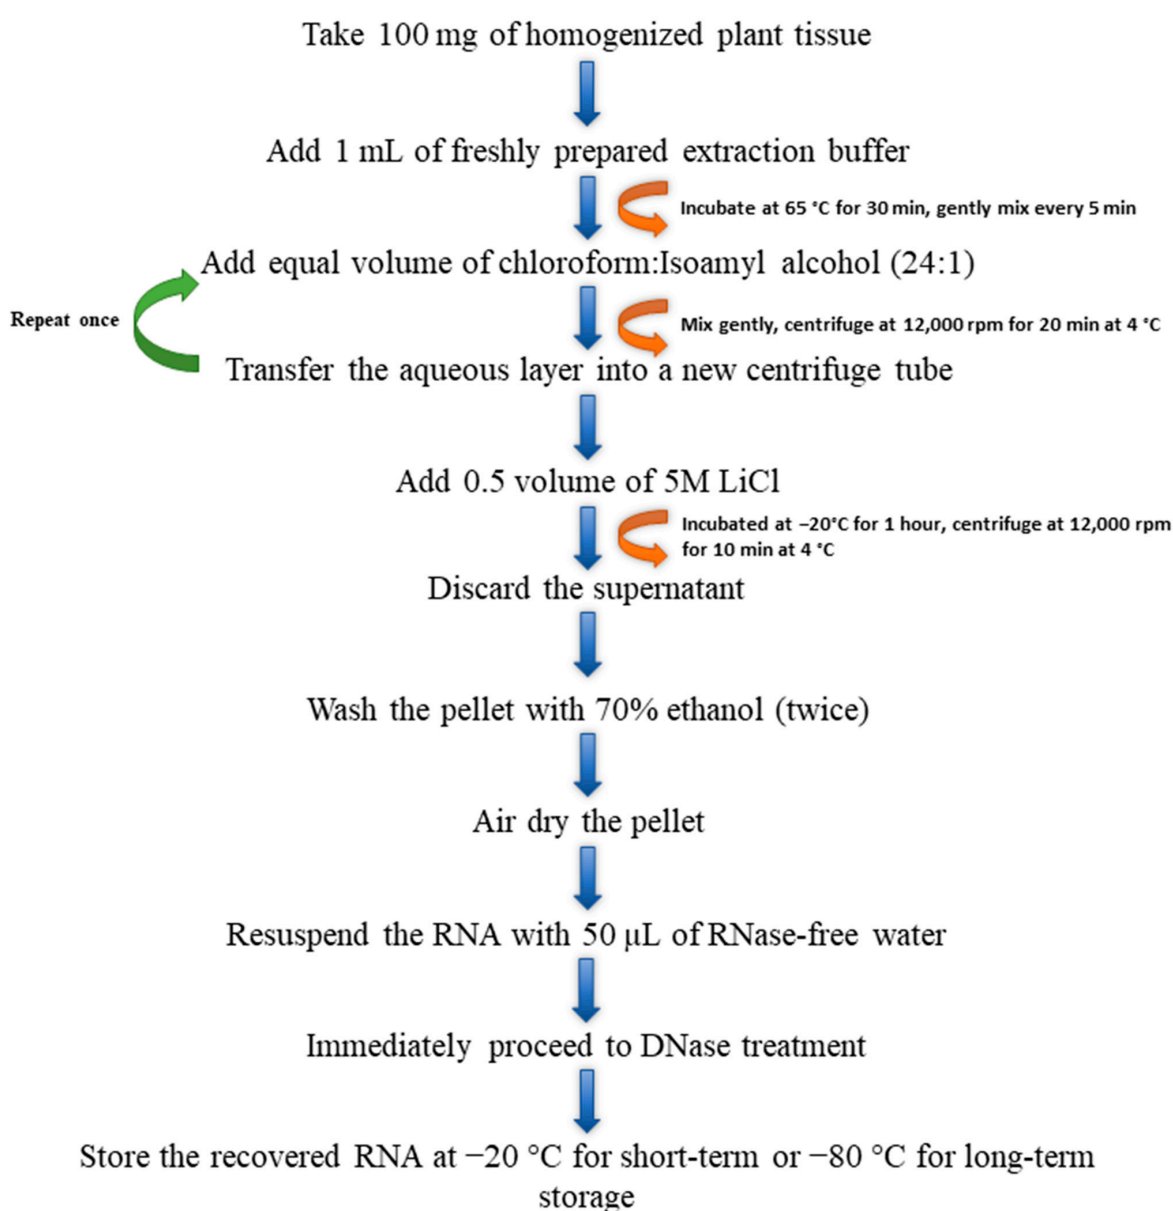 Take 100 mg of homogenized plant tissue
Add 1 mL of freshly prepared extraction buffer
Incubate at 65 °C for 30 min, gently mix every 5 min
Add equal volume of chloroform:Isoamyl alcohol (24:1)
Repeat once
Mix gently, centrifuge at 12,000 rpm for 20 min at 4 °C
Transfer the aqueous layer into a new centrifuge tube
Add 0.5 volume of 5M LiCl
Incubated at −20°C for 1 hour, centrifuge at 12,000 rpm
for 10 min at 4 °C
Discard the supernatant
Wash the pellet with 70% ethanol (twice)
Air dry the pellet
Resuspend the RNA with 50 µL of RNase-free water
Immediately proceed to DNase treatment
Store the recovered RNA at −20 °C for short-term or −80 °C for long-term
storage